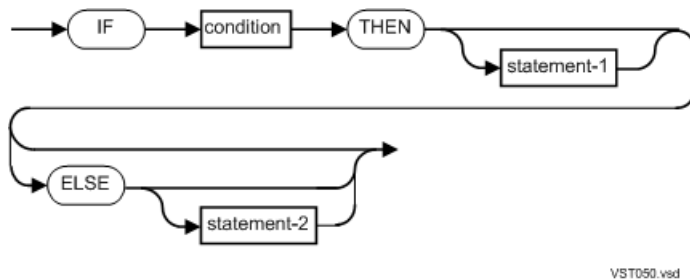 IF condition THEN
statement-1
ELSE
statement-2
VST050.vsd